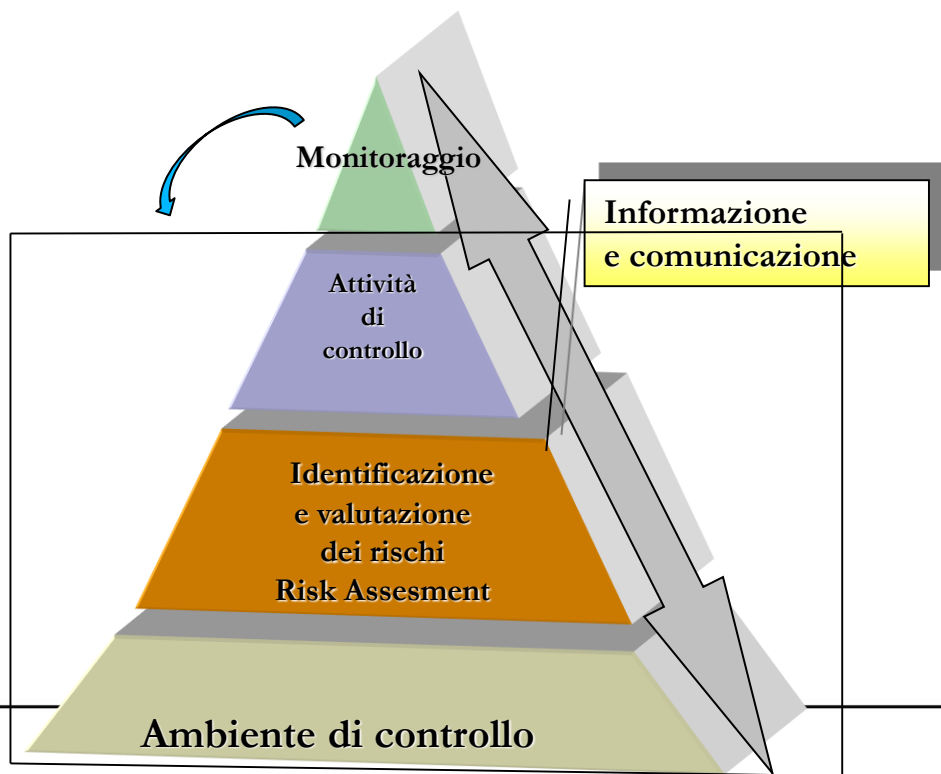 Monitoraggio
Informazione
e comunicazione
Attività
di
controllo
Identificazione
e valutazione
dei rischi
Risk Assesment
Ambiente di controllo